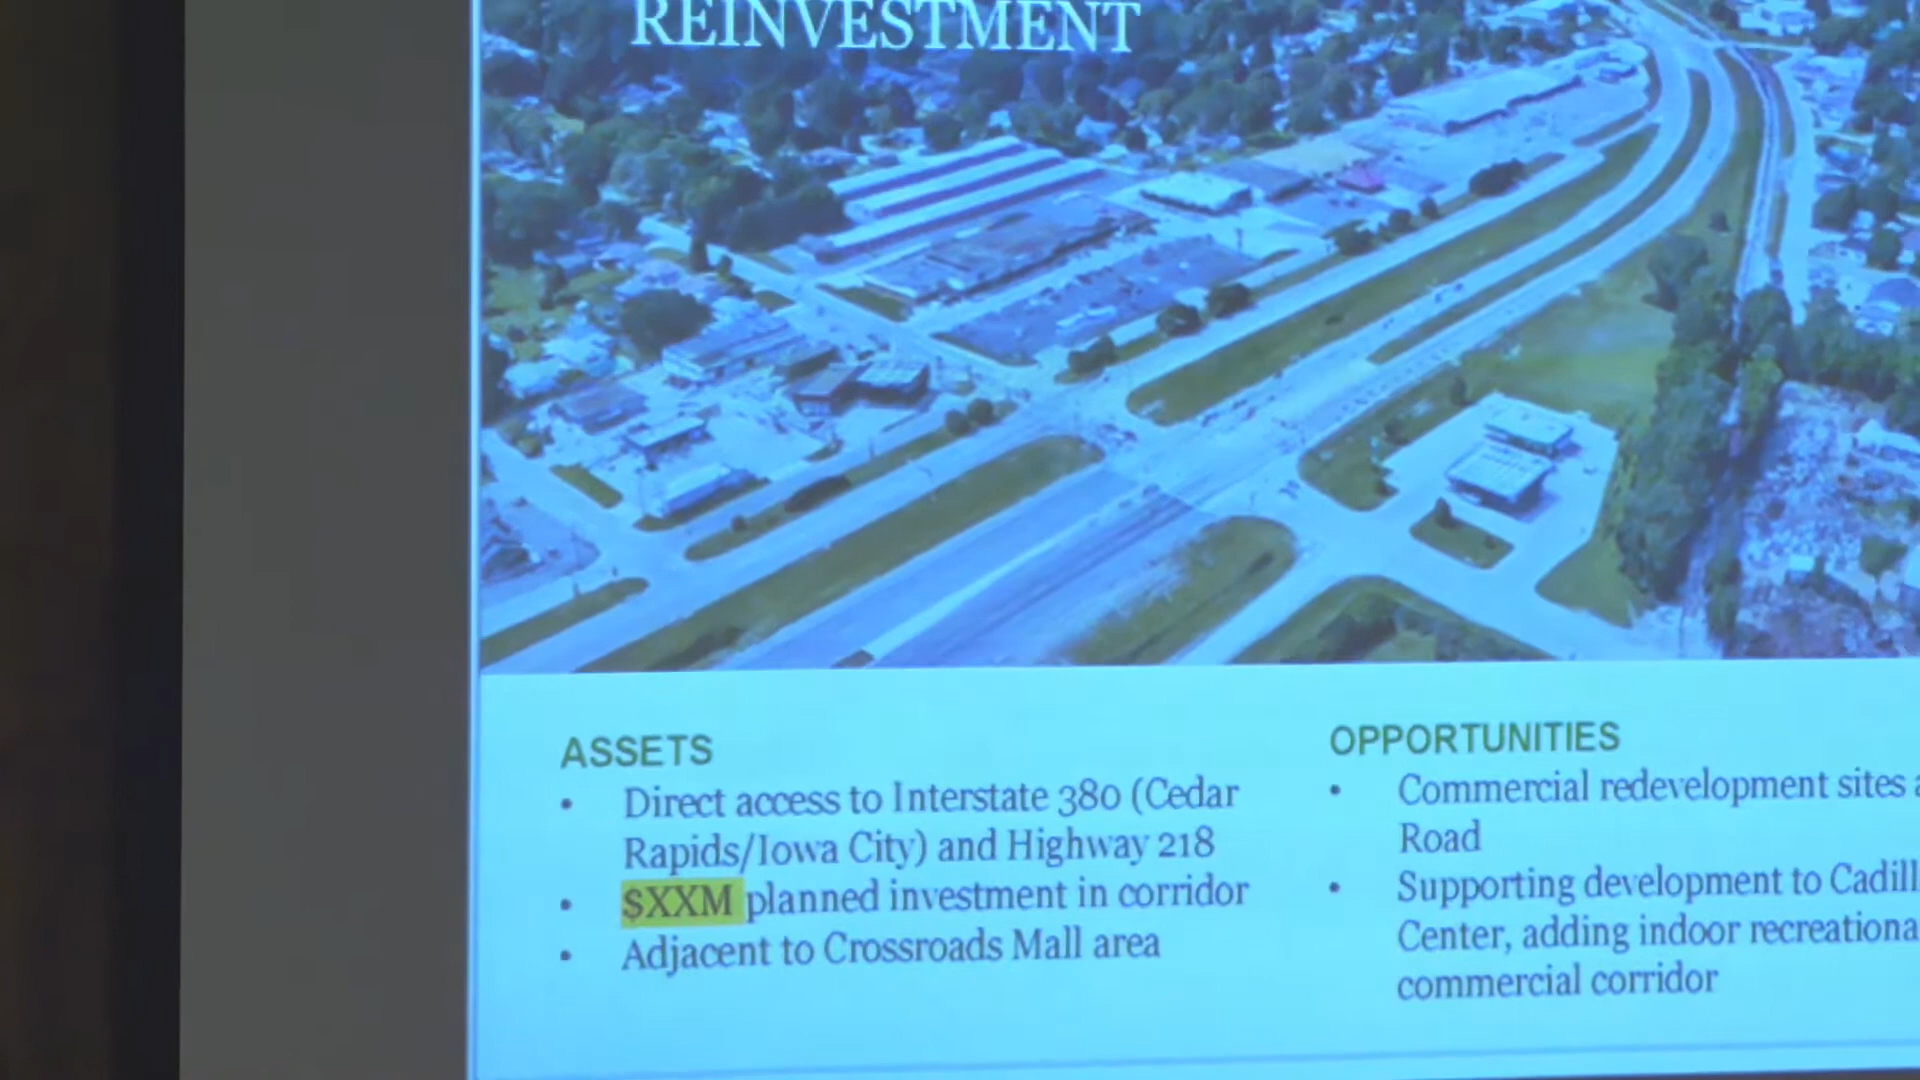 REINVESTMENT
ASSETS
• Direct access to Interstate 380 (Cedar
Rapids/Iowa City) and Highway 218
• $XXM planned investment in corridor
• Adjacent to Crossroads Mall area
OPPORTUNITIES
• Commercial redevelopment sites
Road
• Supporting development to
Center, adding indoor
commercial corridor